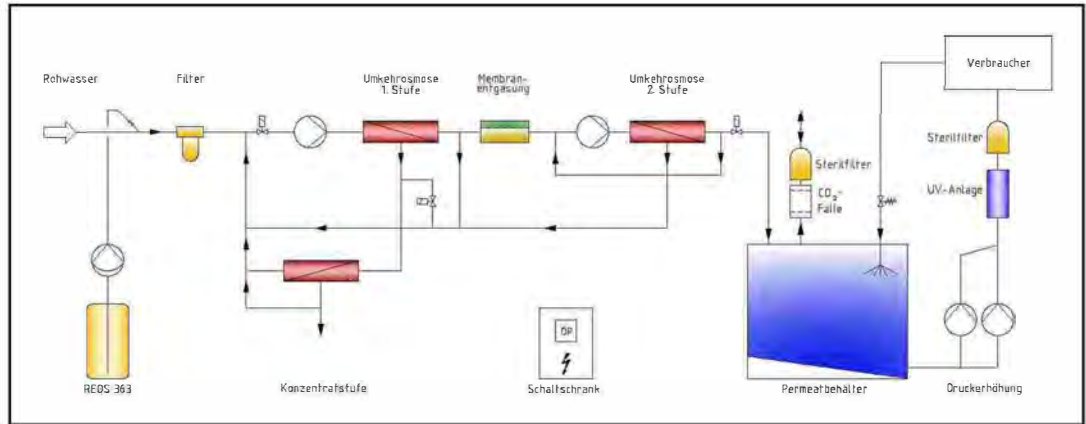 Rohwasser
Filter
Umkehrosmose
1. Stufe
Membran-
entgasung
Umkehrosmose
2. Stufe
Verbraucher
Sterilfilter
CO2-
Falle
Sterilfilter
UV-Anlage
OP
REOS 363
Konzentratstufe
Schaltschrank
Permeatbehälter
Druckerhöhung